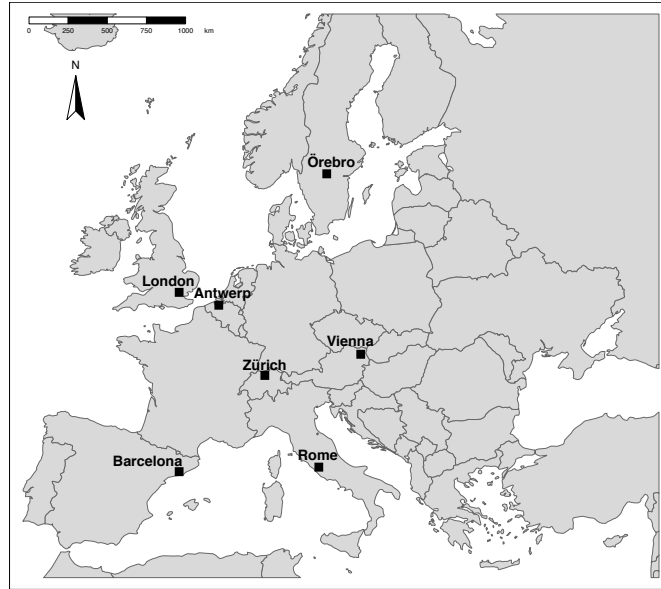 0 250 500 750 1000 km
N
Örebro
London
Antwerp
Vienna
Zürich
Rome
Barcelona